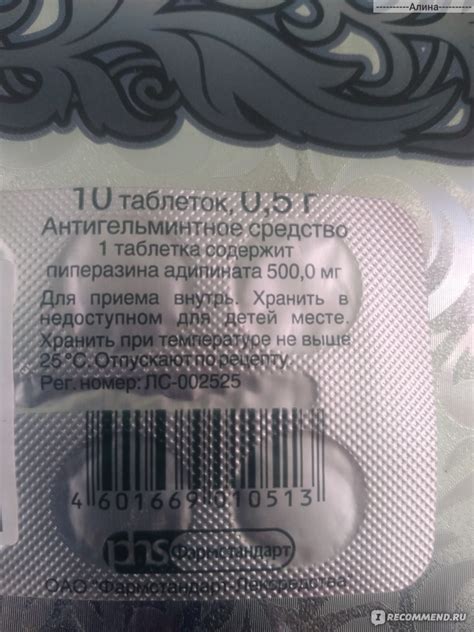 ----------Алина----------
10 таблеток, 0,5 г
Антигельминтное средство
1 таблетка содержит
пиперазина адипината 500,0 мг
Для приема внутрь. Хранить в
недоступном для детей месте.
Хранить при температуре не выше
25 °С. Отпускают по рецепту.
Рег. номер: ЛС-002525
4 601669 010513
phs Фармстандарт
ОАО "Фармстандарт-Лексредства"
I RECOMMEND.RU